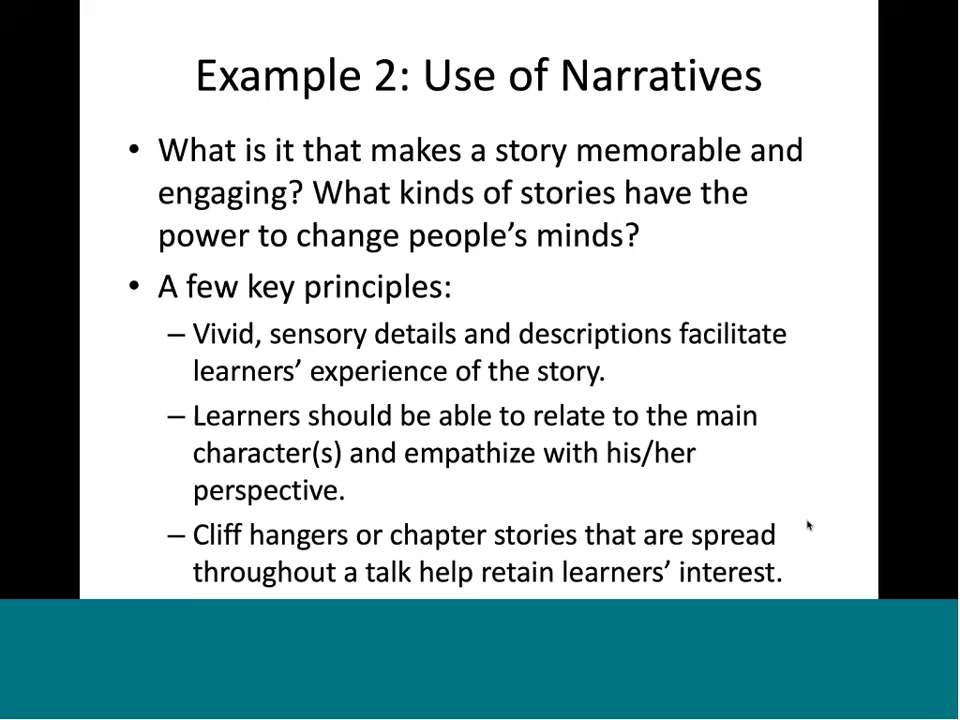 Example 2: Use of Narratives
• What is it that makes a story memorable and
engaging? What kinds of stories have the
power to change people's minds?
• A few key principles:
– Vivid, sensory details and descriptions facilitate
learners' experience of the story.
– Learners should be able to relate to the main
character(s) and empathize with his/her
perspective.
– Cliff hangers or chapter stories that are spread
throughout a talk help retain learners' interest.